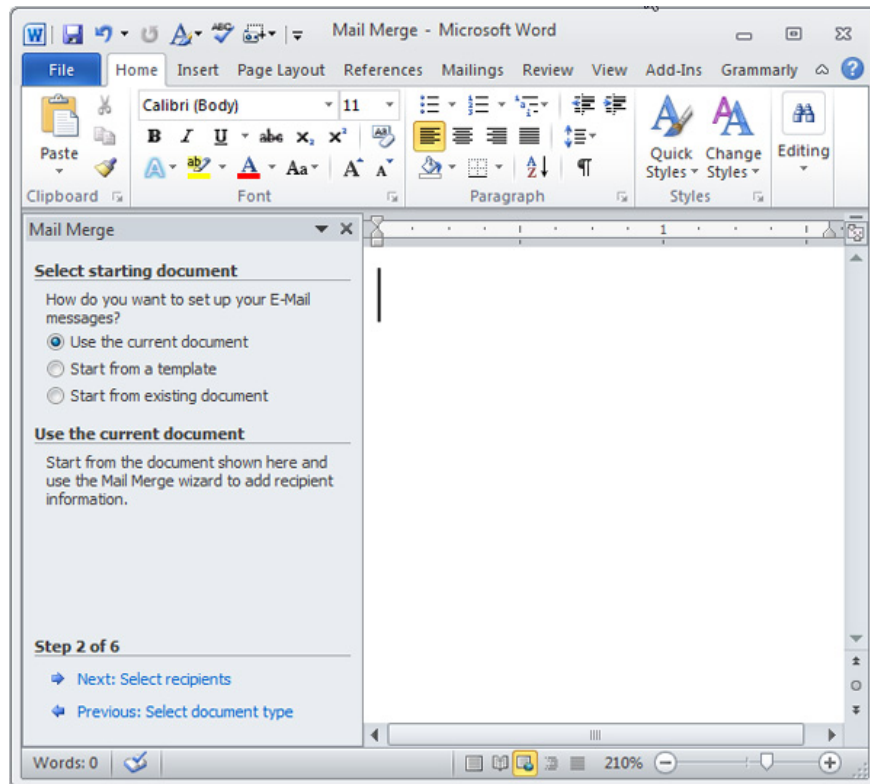 Mail Merge - Microsoft Word
File Home Insert Page Layout References Mailings Review View Add-Ins Grammarly
Calibri (Body) 11
B I U abc x₂ x²
Aa A A
Paste
Quick Styles
Change Styles
Editing
Clipboard Font Paragraph Styles
Mail Merge
1
Select starting document
How do you want to set up your E-Mail
messages?
Use the current document
Start from a template
Start from existing document
Use the current document
Start from the document shown here and
use the Mail Merge wizard to add recipient
information.
Step 2 of 6
Next: Select recipients
Previous: Select document type
Words: 0 210%